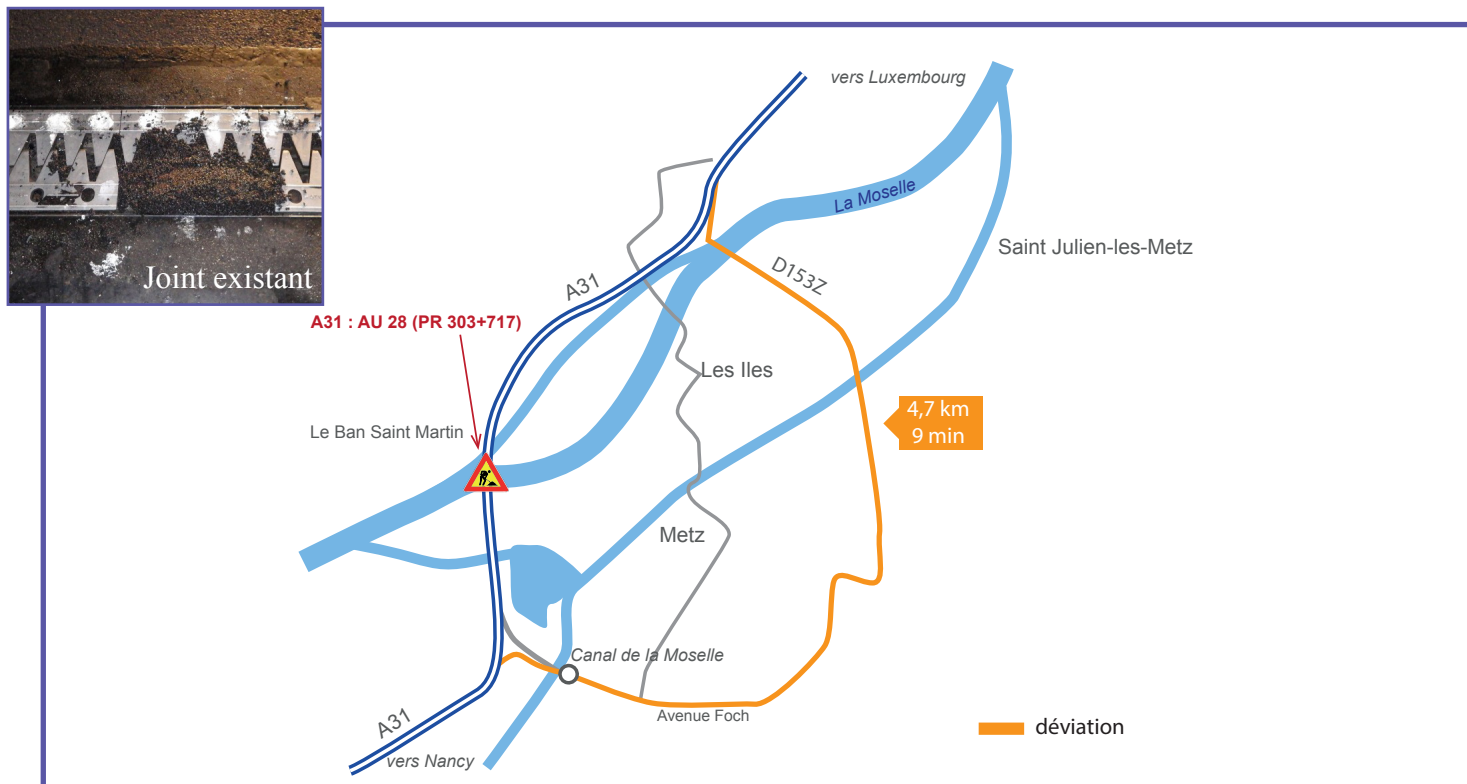 Joint existant
vers Luxembourg
La Moselle
Saint Julien-les-Metz
D153Z
A31
A31 : AU 28 (PR 303+717)
Les Iles
4,7 km
9 min
Le Ban Saint Martin
Metz
Canal de la Moselle
Avenue Foch
A31
déviation
vers Nancy